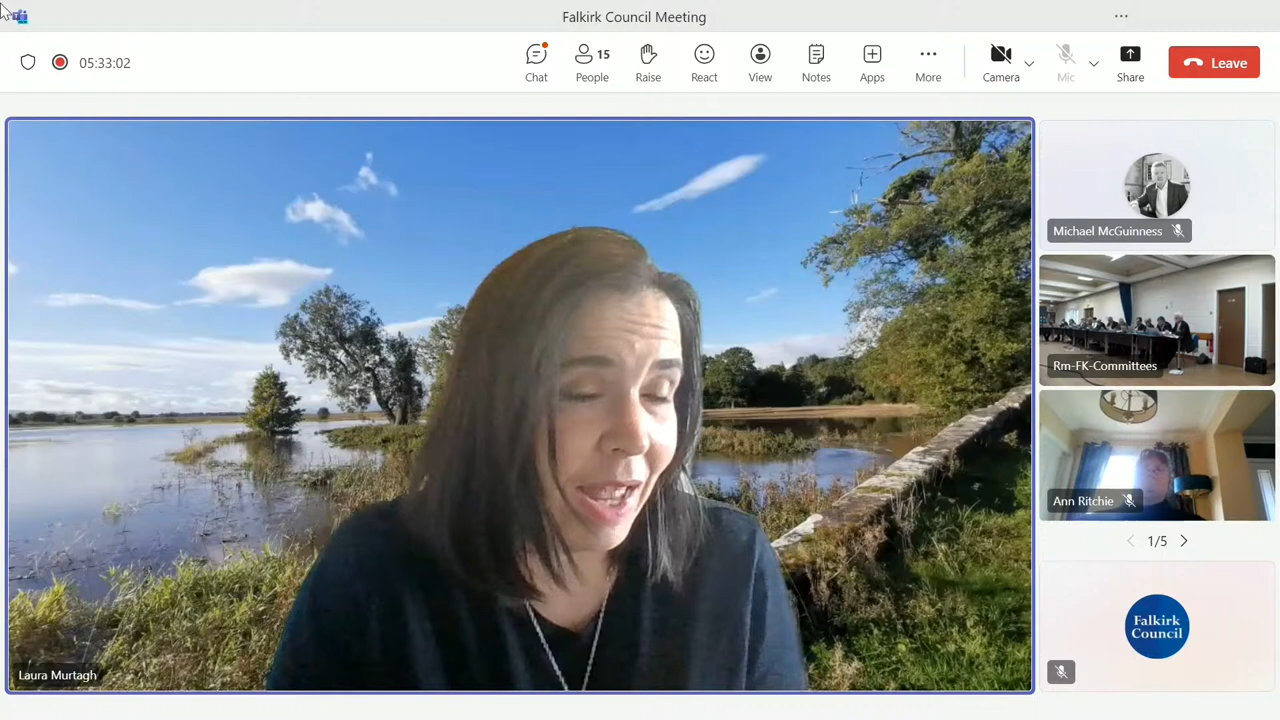 Falkirk Council Meeting
05:33:02
Chat
15
People
Raise
React
View
Notes
Apps
More
Camera
Mic
Share
Leave
Laura Murtagh
Michael McGuinness
Rm-FK-Committees
Ann Ritchie
1/5
Falkirk
Council